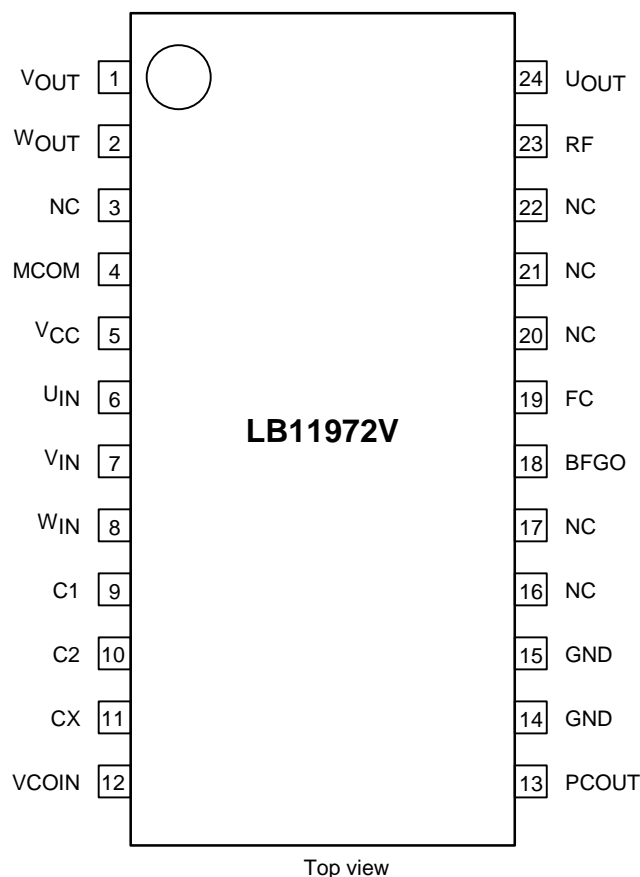 VOUT 1 24 UOUT
WOUT 2 23 RF
NC 3 22 NC
MCOM 4 21 NC
VCC 5 20 NC
UIN 6 19 FC
LB11972V
VIN 7 18 BFGO
WIN 8 17 NC
C1 9 16 NC
C2 10 15 GND
CX 11 14 GND
VCOIN 12 13 PCOUT
Top view